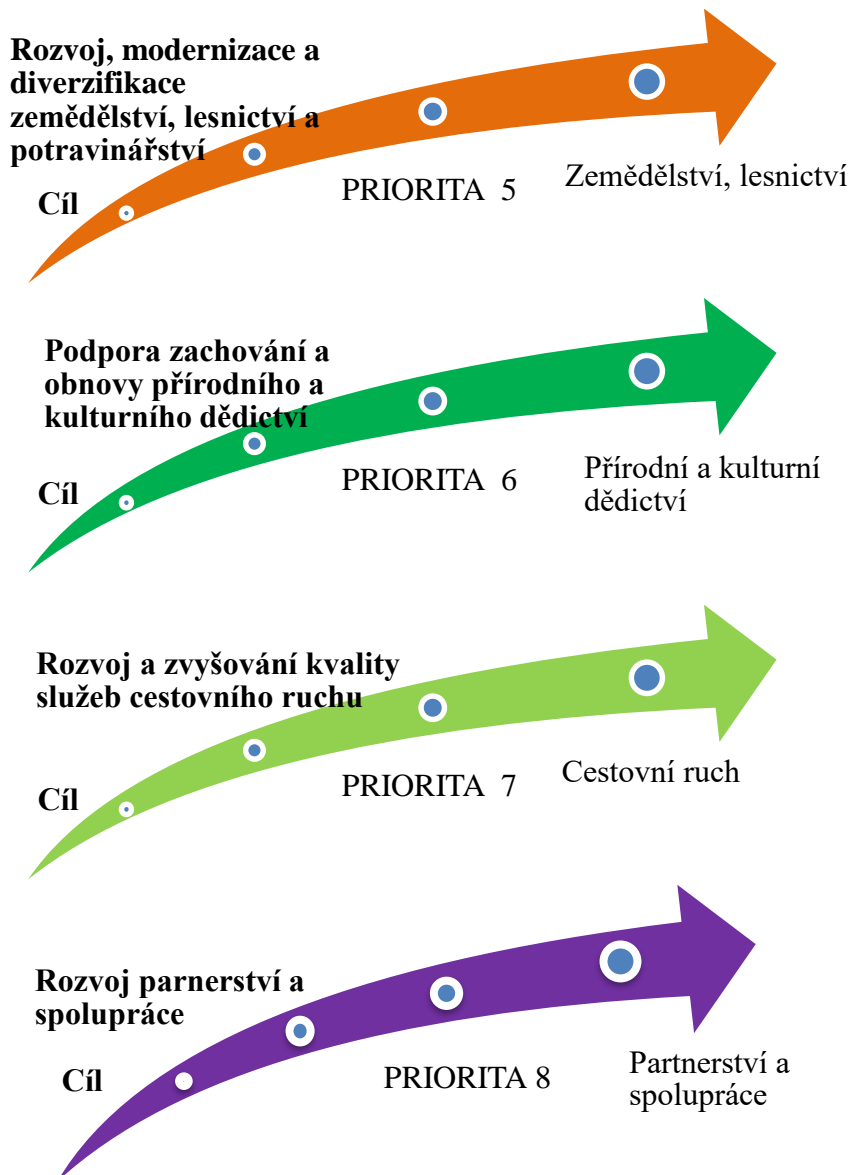 Rozvoj, modernizace a
diverzifikace
zemědělství, lesnictví a
potravinářství
Cíl
PRIORITA 5
Zemědělství, lesnictví
Podpora zachování a
obnovy přírodního a
kulturního dědictví
Cíl
PRIORITA 6
Přírodní a kulturní
dědictví
Rozvoj a zvyšování kvality
služeb cestovního ruchu
Cíl
PRIORITA 7
Cestovní ruch
Rozvoj parnerství a
spolupráce
Cíl
PRIORITA 8
Partnerství a
spolupráce